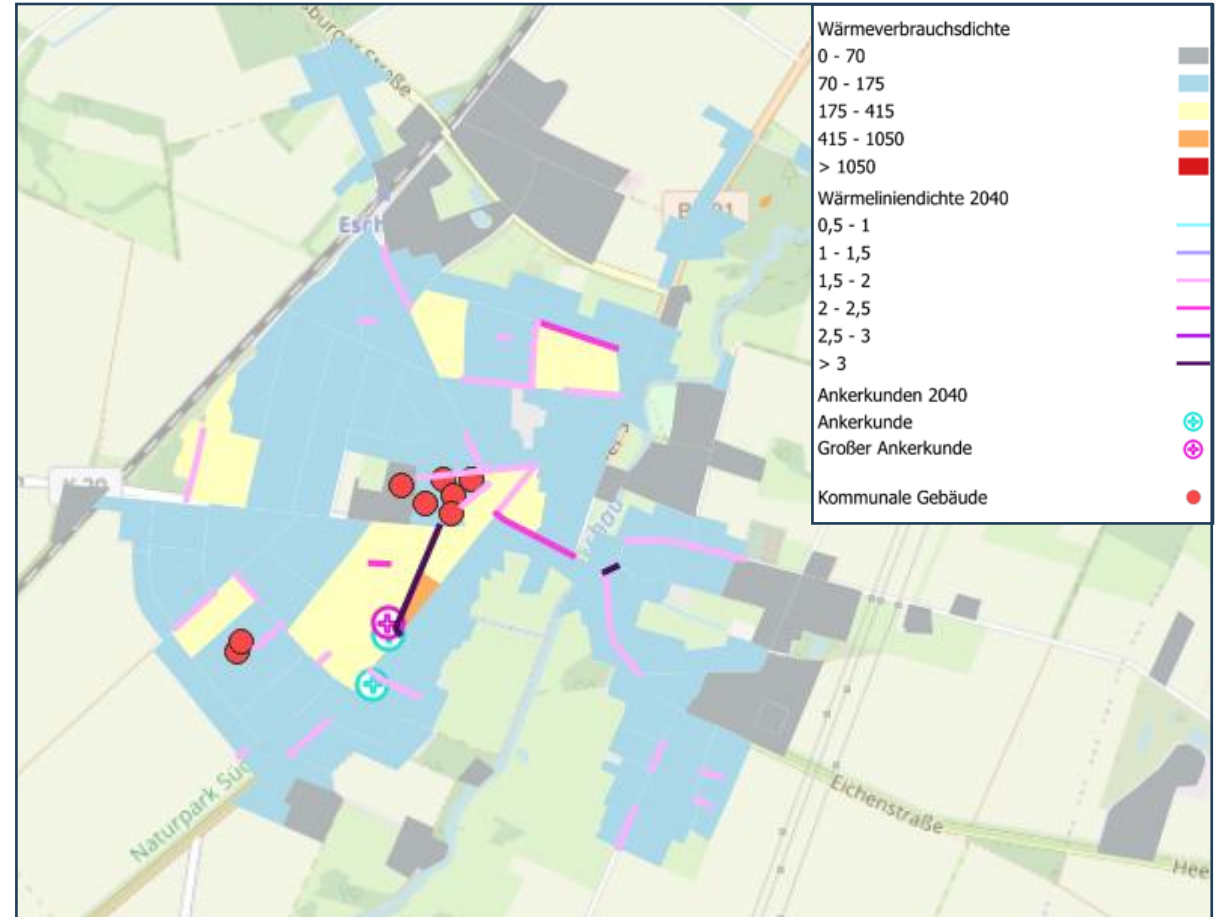 Wärmeverbrauchsdichte
0 - 70
70 - 175
175 - 415
415 - 1050
> 1050
Wärmeliniendichte 2040
0,5 - 1
1 - 1,5
1,5 - 2
2 - 2,5
2,5 - 3
> 3
Ankerkunden 2040
Ankerkunde
Großer Ankerkunde
Kommunale Gebäude
Naturpark Süd
Eichenstraße
Hee